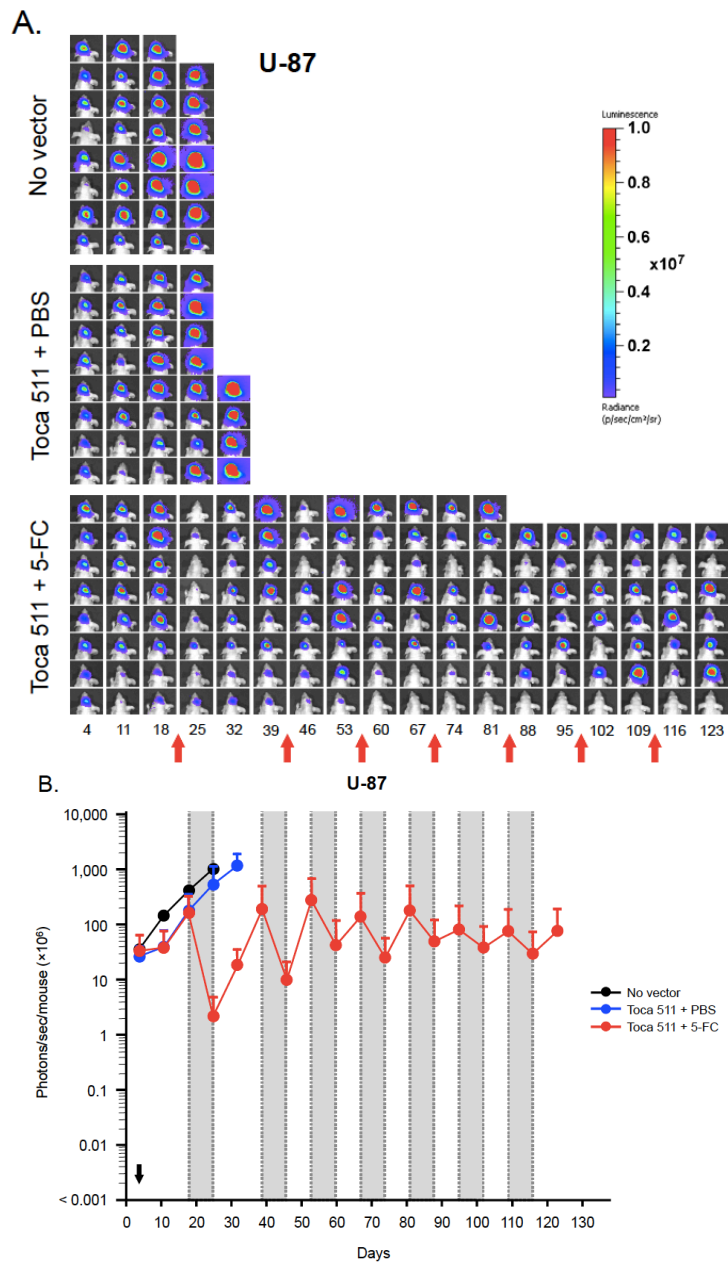 A.
U-87
No vector
Toca 511 + PBS
Toca 511 + 5-FC
Luminescence
1.0
0.8
0.6
0.4
0.2
x10⁷
Radiance
(p/sec/cm²/sr)
4 11 18 25 32 39 46 53 60 67 74 81 88 95 102 109 116 123
B.
U-87
Photons/sec/mouse (×10⁶)
10,000
1,000
100
10
1
0.1
0.01
< 0.001
0 10 20 30 40 50 60 70 80 90 100 110 120 130
Days
No vector
Toca 511 + PBS
Toca 511 + 5-FC